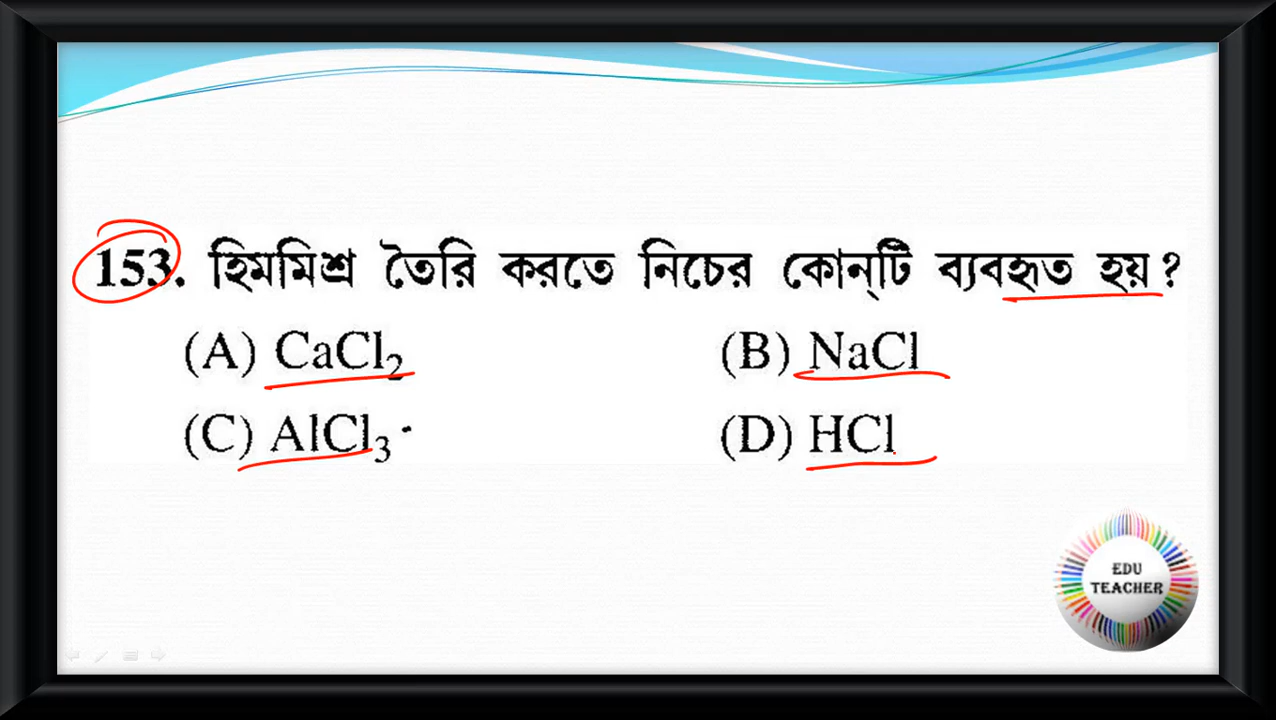 153. হিমমিশ্র তৈরি করতে নিচের কোন্‌টি ব্যবহৃত হয়?
(A) CaCl₂ (B) NaCl
(C) AlCl₃ (D) HCl
EDU
TEACHER